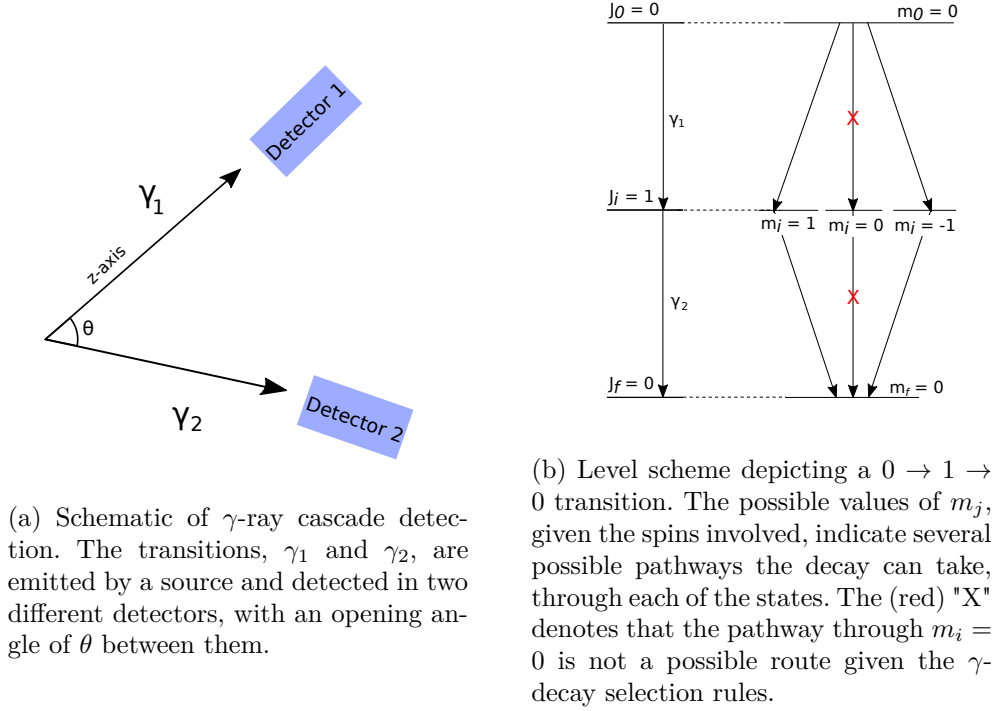 Detector 1
γ₁
z-axis
θ
γ₂
Detector 2
(a) Schematic of γ-ray cascade detec-
tion. The transitions, γ₁ and γ₂, are
emitted by a source and detected in two
different detectors, with an opening an-
gle of θ between them.
J₀ = 0
m₀ = 0
γ₁
X
Jᵢ = 1
mᵢ = 1
mᵢ = 0
mᵢ = -1
γ₂
X
J_f = 0
m_f = 0
(b) Level scheme depicting a 0 → 1 →
0 transition. The possible values of mⱼ,
given the spins involved, indicate several
possible pathways the decay can take,
through each of the states. The (red) "X"
denotes that the pathway through mᵢ =
0 is not a possible route given the γ-
decay selection rules.